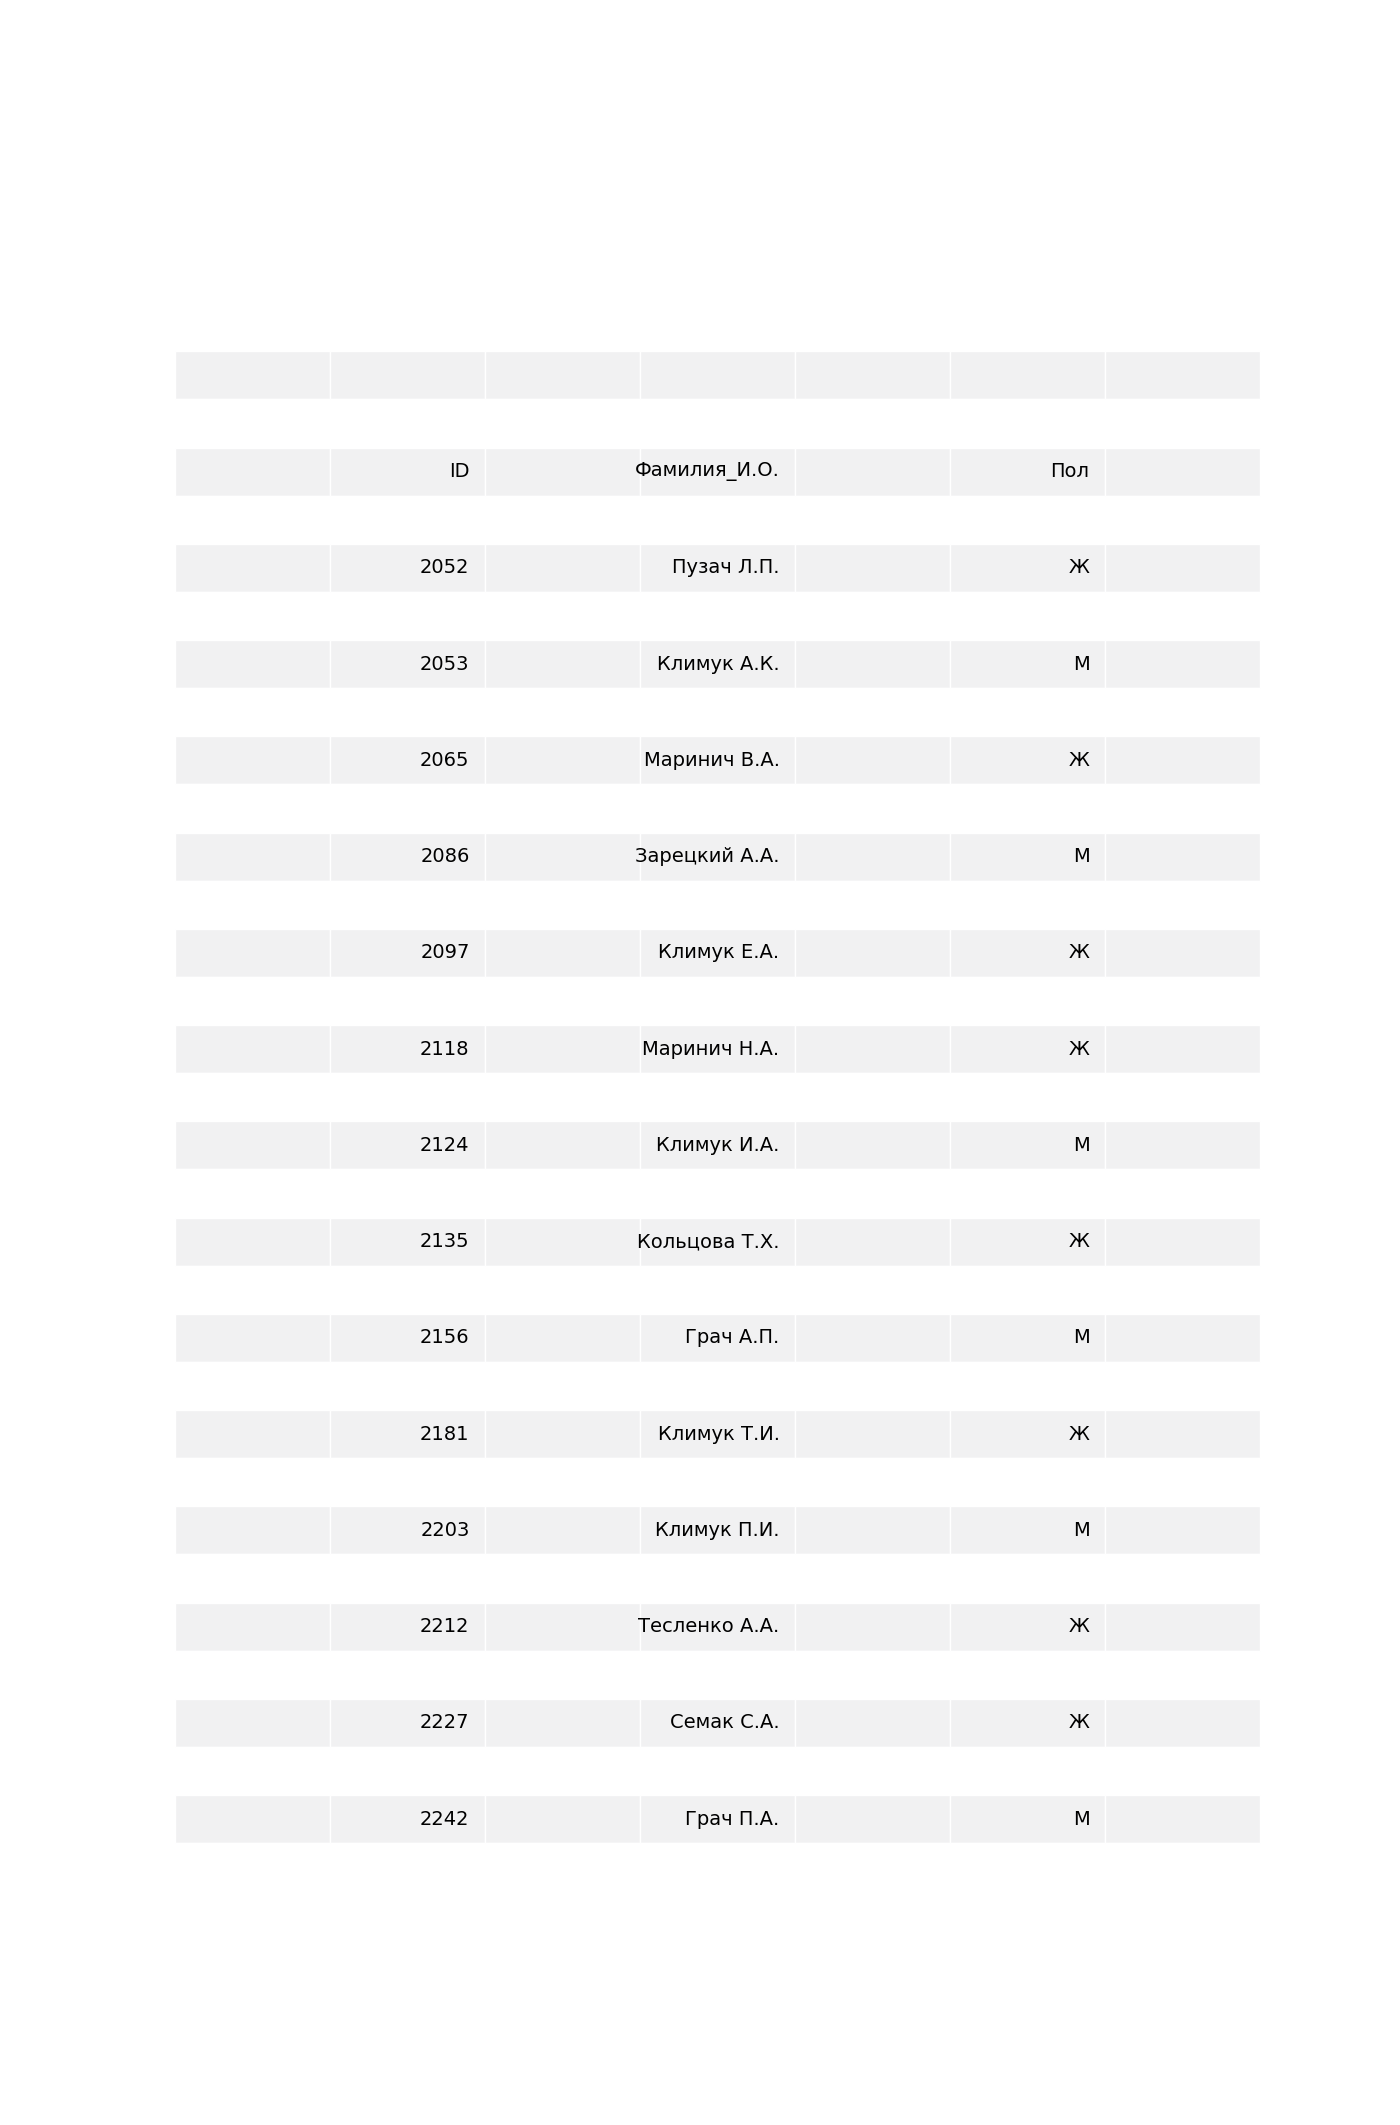 ID Фамилия_И.О. Пол
2052 Пузач Л.П. Ж
2053 Климук А.К. М
2065 Маринич В.А. Ж
2086 Зарецкий А.А. М
2097 Климук Е.А. Ж
2118 Маринич Н.А. Ж
2124 Климук И.А. М
2135 Кольцова Т.Х. Ж
2156 Грач А.П. М
2181 Климук Т.И. Ж
2203 Климук П.И. М
2212 Тесленко А.А. Ж
2227 Семак С.А. Ж
2242 Грач П.А. М